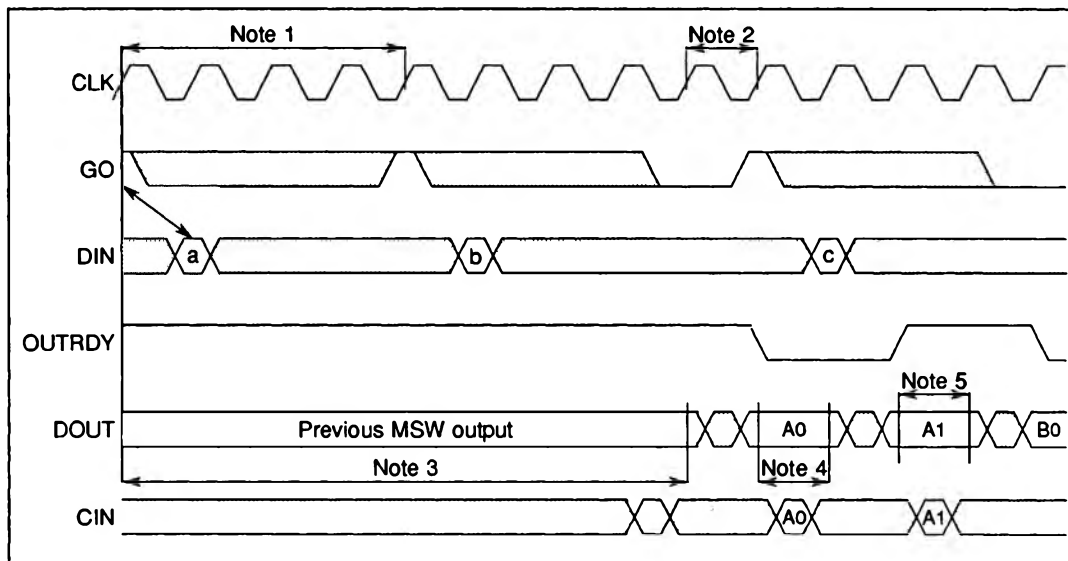 Note 1
Note 2
CLK
GO
DIN
a
b
c
OUTRDY
Note 5
DOUT
Previous MSW output
A0
A1
B0
Note 3
Note 4
CIN
A0
A1